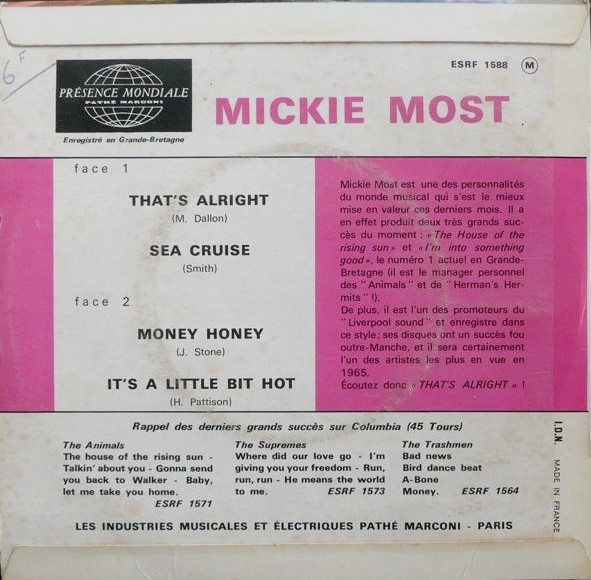 6F
ESRF 1588 M
PRÉSENCE MONDIALE
PATHÉ MARCONI
MICKIE MOST
Enregistré en Grande-Bretagne
face 1
THAT'S ALRIGHT
(M. Dallon)
SEA CRUISE
(Smith)
face 2
MONEY HONEY
(J. Stone)
IT'S A LITTLE BIT HOT
(H. Pattison)
Mickie Most est une des personnalités
du monde musical qui s'est le mieux
mise en valeur ces derniers mois. Il a
en effet produit deux très grands suc-
cès du moment : «The House of the
rising sun» et «I'm into something
good», le numéro 1 actuel en Grande-
Bretagne (il est le manager personnel
des "Animals" et de "Herman's Her-
mits" !).
De plus, il est l'un des promoteurs du
"Liverpool sound" et enregistre dans
ce style; ses disques ont un succès fou
outre-Manche, et il sera certainement
l'un des artistes les plus en vue en
1965.
Écoutez donc «THAT'S ALRIGHT» !
Rappel des derniers grands succès sur Columbia (45 Tours)
The Animals
The house of the rising sun -
Talkin' about you - Gonna send
you back to Walker - Baby,
let me take you home.
ESRF 1571
The Supremes
Where did our love go - I'm
giving you your freedom - Run,
run, run - He means the world
to me. ESRF 1573
The Trashmen
Bad news
Bird dance beat
A-Bone
Money. ESRF 1564
LES INDUSTRIES MUSICALES ET ÉLECTRIQUES PATHÉ MARCONI - PARIS
I.D.N. MADE IN FRANCE